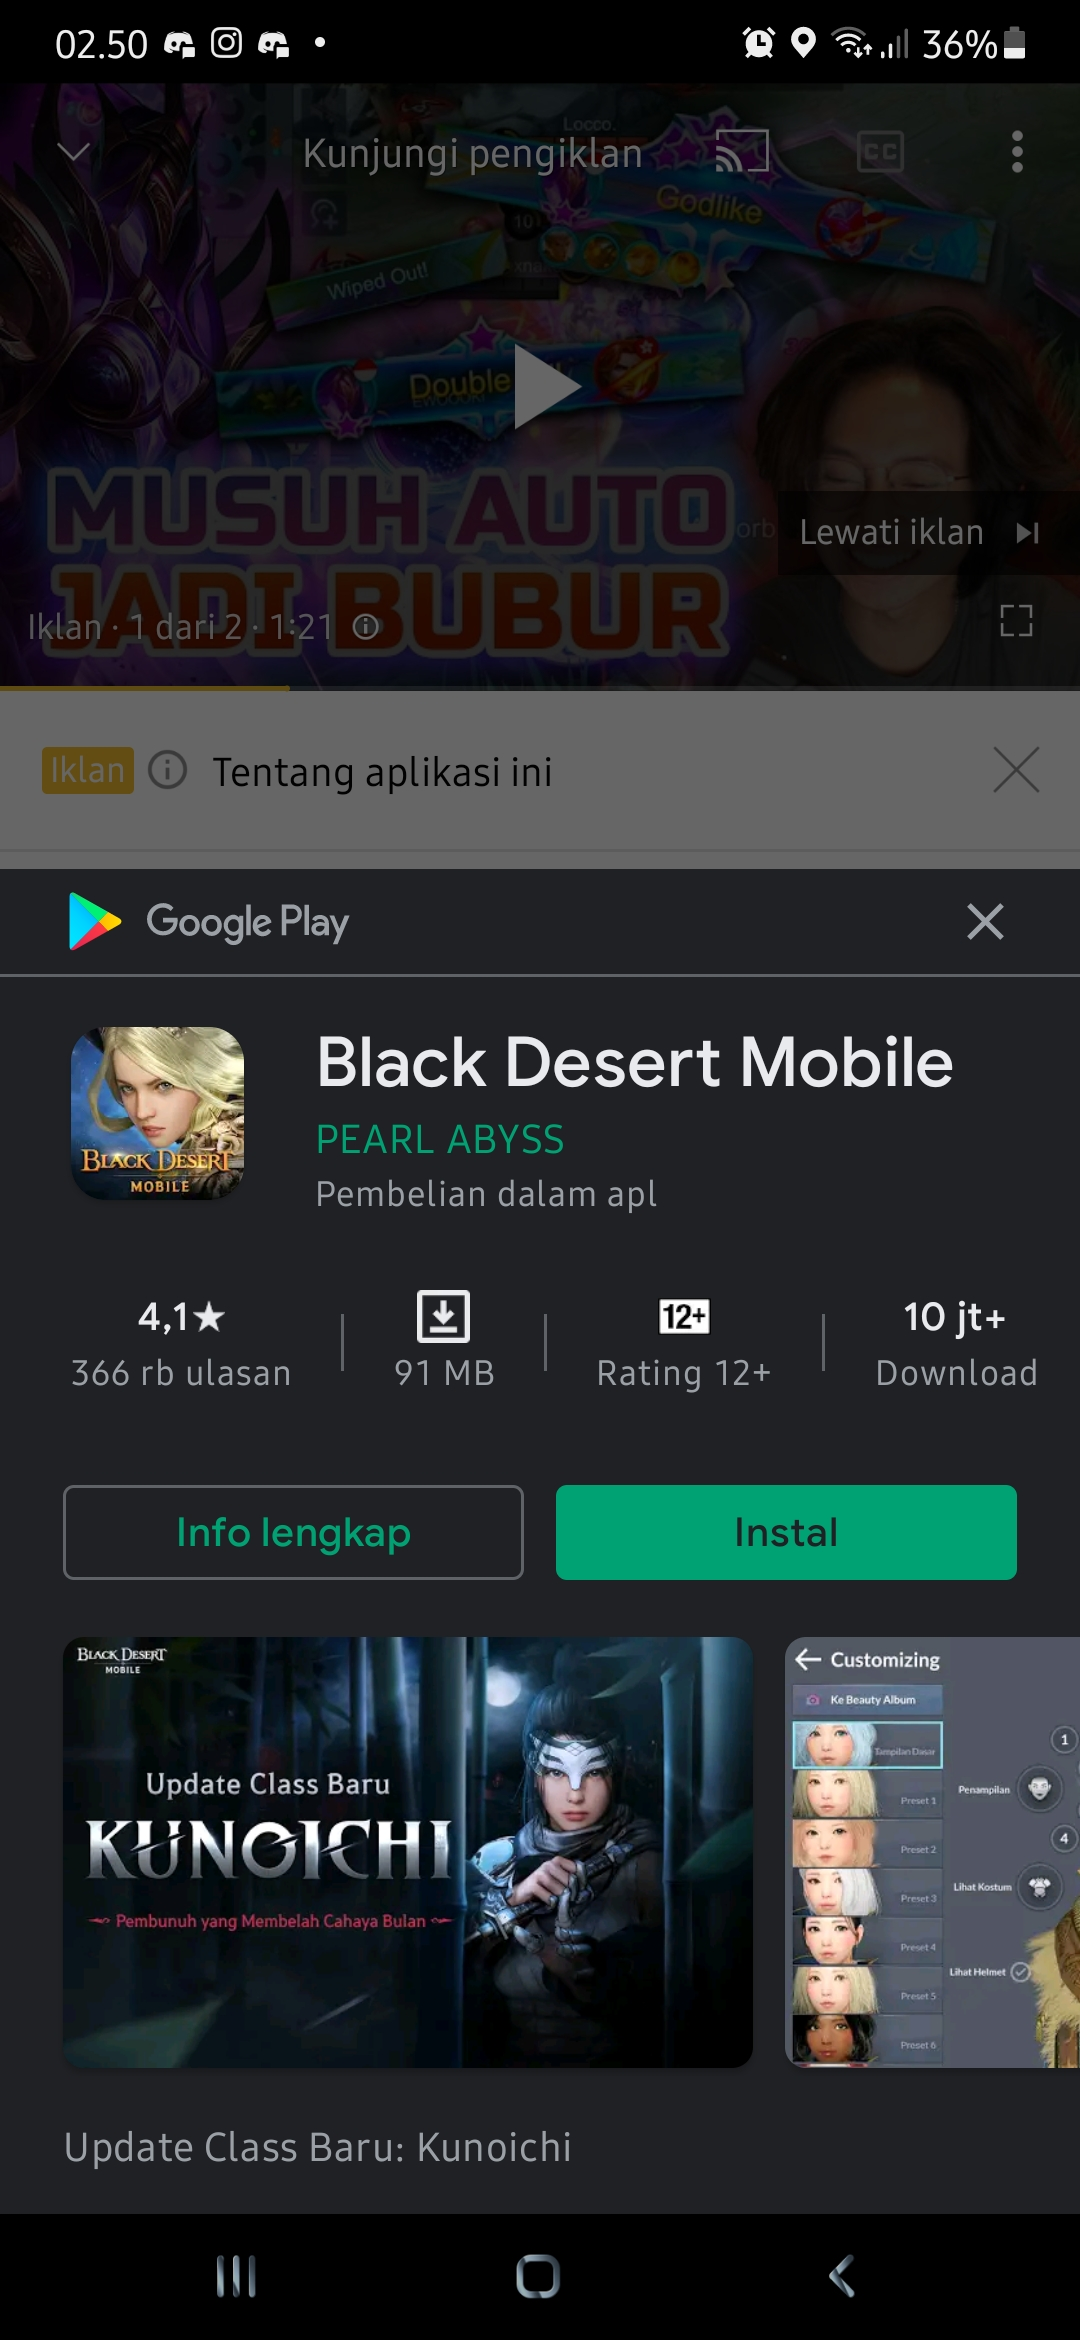 02.50
36%
Locco.
Kunjungi pengiklan
CC
Godlike
10
Wiped Out!
Double
MUSUH AUTO
Lewati iklan
JADI BUBUR
Iklan · 1 dari 2 · 1:21
Iklan
Tentang aplikasi ini
Google Play
Black Desert Mobile
BLACK DESERT
MOBILE
PEARL ABYSS
Pembelian dalam apl
4,1★
12+
10 jt+
366 rb ulasan
91 MB
Rating 12+
Download
Info lengkap
Instal
BLACK DESERT
MOBILE
Update Class Baru
KUNOICHI
Pembunuh yang Membelah Cahaya Bulan
Customizing
Ke Beauty Album
Tampilan Dasar
1
Preset 1
Penampilan
Preset 2
4
Preset 3
Lihat Kostum
Preset 4
Lihat Helmet
Preset 5
Preset 6
Update Class Baru: Kunoichi